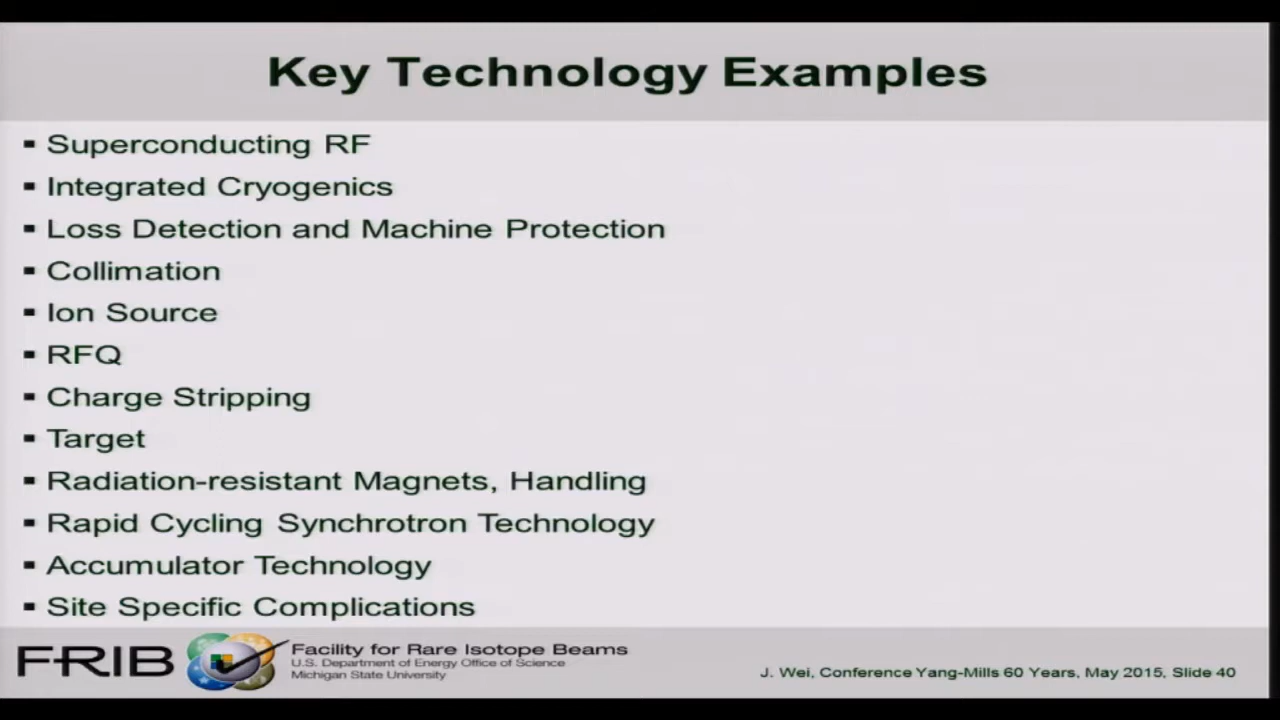 Key Technology Examples
▪ Superconducting RF
▪ Integrated Cryogenics
▪ Loss Detection and Machine Protection
▪ Collimation
▪ Ion Source
▪ RFQ
▪ Charge Stripping
▪ Target
▪ Radiation-resistant Magnets, Handling
▪ Rapid Cycling Synchrotron Technology
▪ Accumulator Technology
▪ Site Specific Complications
FRIB
Facility for Rare Isotope Beams
U.S. Department of Energy Office of Science
Michigan State University
J. Wei, Conference Yang-Mills 60 Years, May 2015, Slide 40